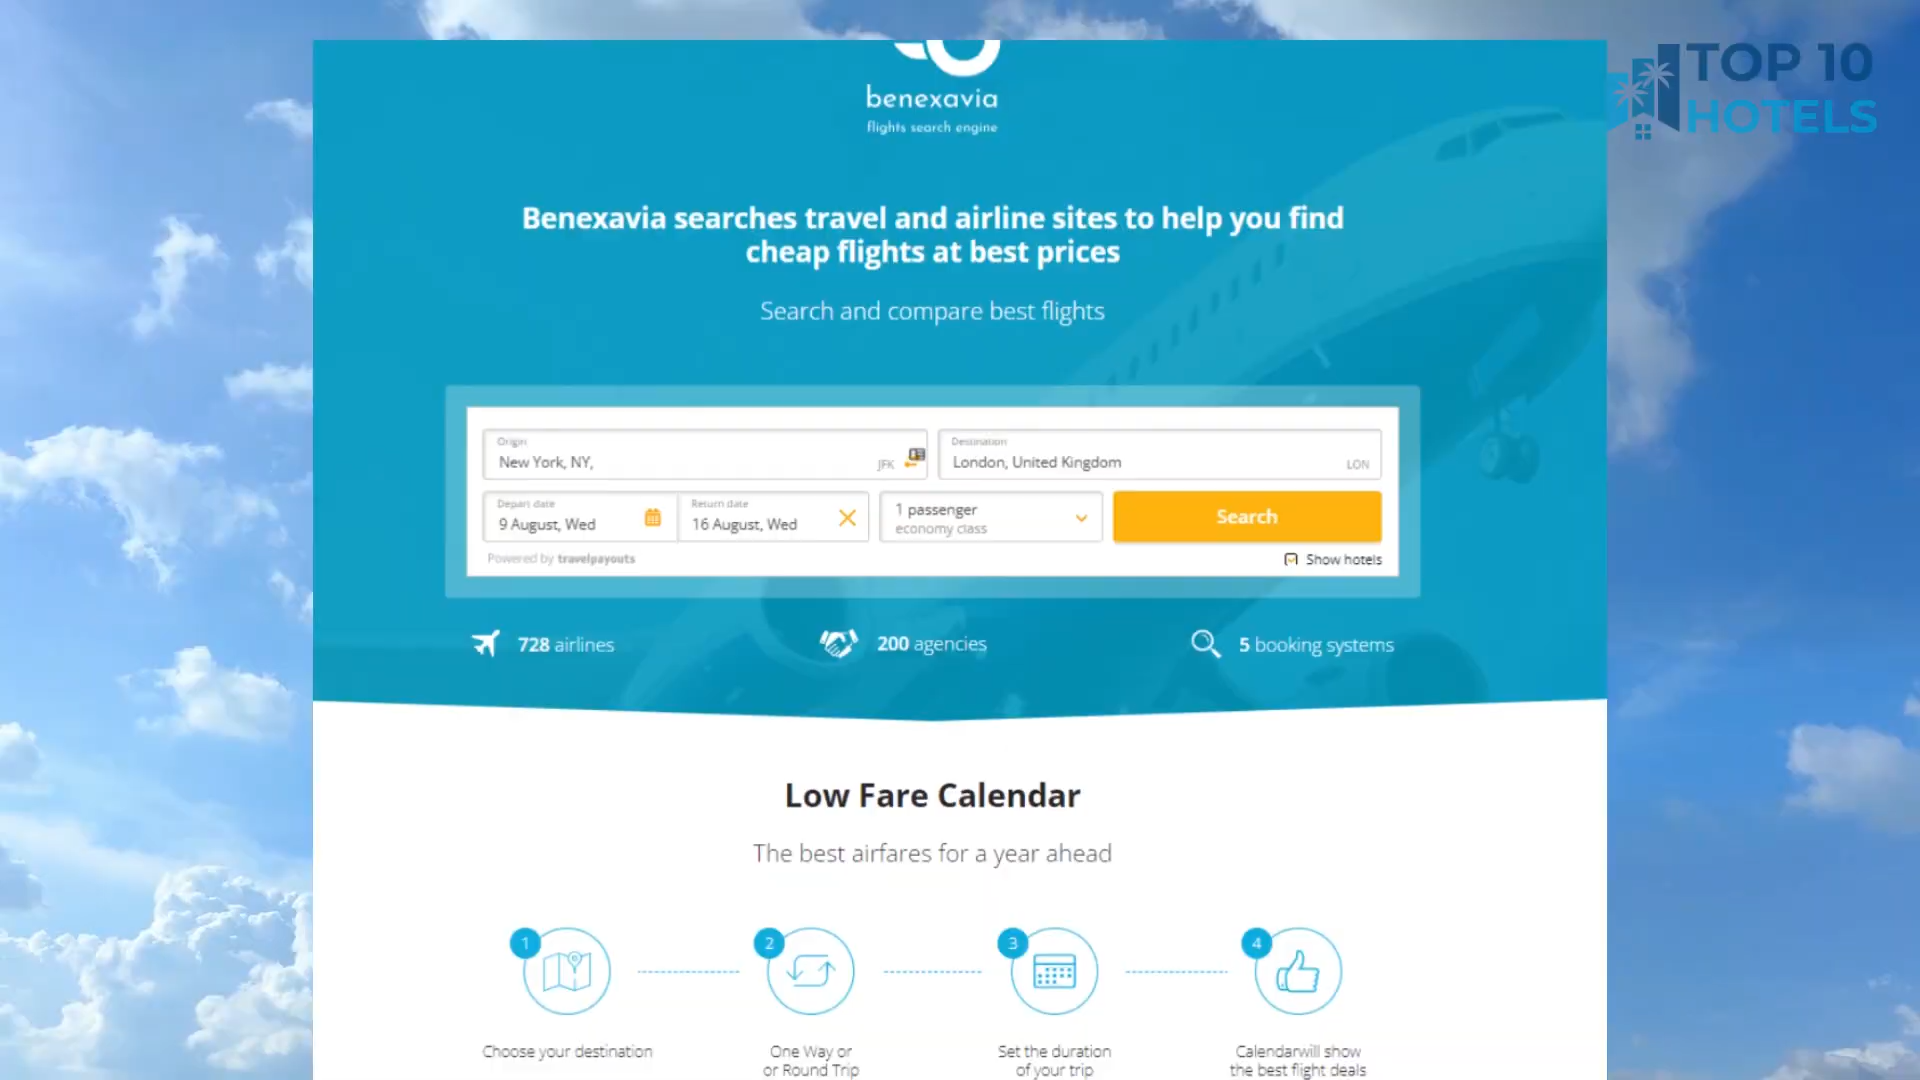 TOP 10
HOTELS
benexavia
flights search engine
Benexavia searches travel and airline sites to help you find
cheap flights at best prices
Search and compare best flights
Origin
New York, NY,
JFK
Destination
London, United Kingdom
LON
Depart date
9 August, Wed
Return date
16 August, Wed
1 passenger
economy class
Search
Powered by travelpayouts
Show hotels
728 airlines
200 agencies
5 booking systems
Low Fare Calendar
The best airfares for a year ahead
1
2
3
4
Choose your destination
One Way or
or Round Trip
Set the duration
of your trip
Calendarwill show
the best flight deals